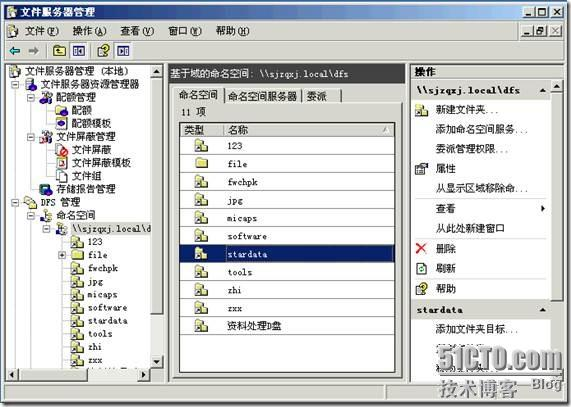 文件服务器管理
文件(F) 操作(A) 查看(V) 窗口(W) 帮助(H)
文件服务器管理 (本地)
文件服务器资源管理器
配额管理
配额
配额模板
文件屏蔽管理
文件屏蔽
文件屏蔽模板
文件组
存储报告管理
DFS 管理
命名空间
\\sjzqxj.local\d
123
file
fwchpk
jpg
micaps
software
stardata
tools
zhi
zxx
基于域的命名空间: \\sjzqxj.local\dfs
命名空间 命名空间服务器 委派
11 项
类型 名称
123
file
fwchpk
jpg
micaps
software
stardata
tools
zhi
zxx
资料处理D盘
操作
\\sjzqxj.local\dfs
新建文件夹...
添加命名空间服务...
委派管理权限...
属性
从显示区域移除命...
查看
从此处新建窗口
删除
刷新
帮助
stardata
添加文件夹目标...
51CTO.com
技术博客 Blog